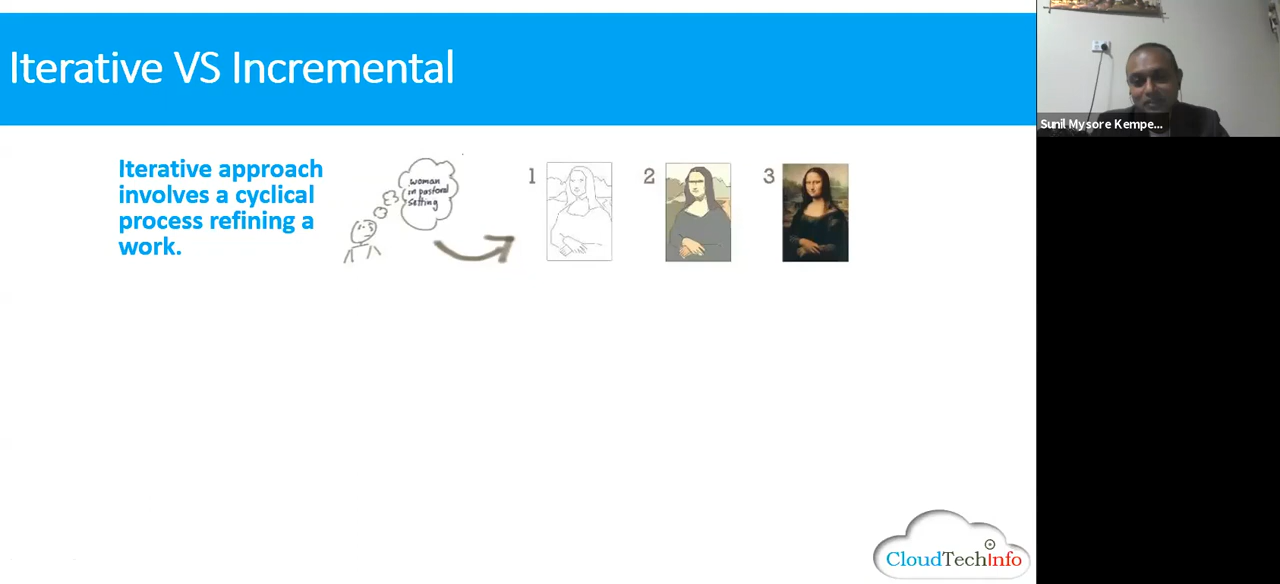 Iterative VS Incremental
Iterative approach
involves a cyclical
process refining a
work.
woman
in pastoral
setting
1
2
3
Sunil Mysore Kempe...
CloudTechInfo